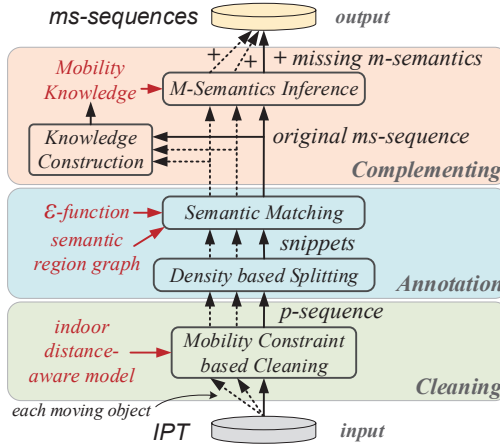 ms-sequences output
+ + + missing m-semantics
Mobility
Knowledge
M-Semantics Inference
Knowledge
Construction
original ms-sequence
Complementing
ε-function
Semantic Matching
semantic
region graph
snippets
Density based Splitting
Annotation
p-sequence
indoor
distance-
aware model
Mobility Constraint
based Cleaning
Cleaning
each moving object
IPT input